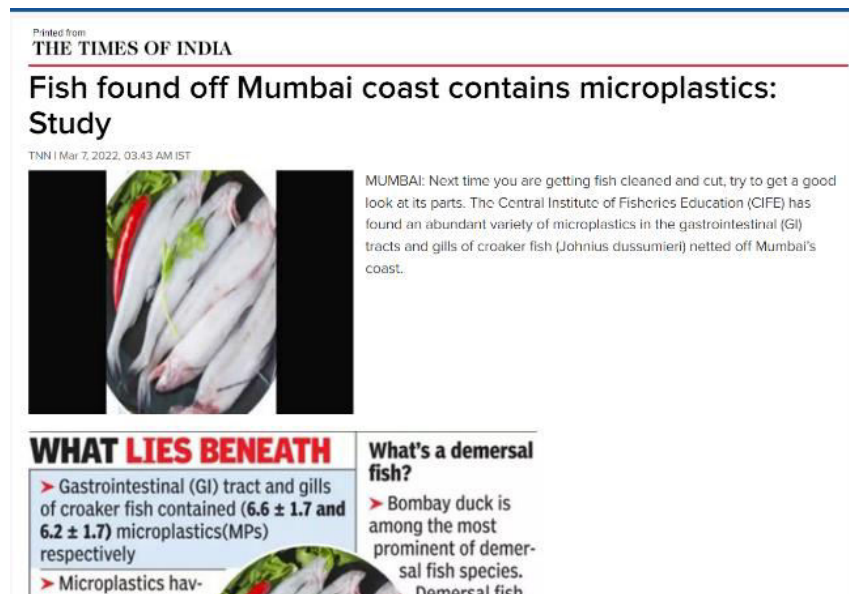 Printed from
THE TIMES OF INDIA
Fish found off Mumbai coast contains microplastics:
Study
TNN | Mar 7, 2022, 03.43 AM IST
MUMBAI: Next time you are getting fish cleaned and cut, try to get a good
look at its parts. The Central Institute of Fisheries Education (CIFE) has
found an abundant variety of microplastics in the gastrointestinal (GI)
tracts and gills of croaker fish (Johnius dussumieri) netted off Mumbai's
coast.
WHAT LIES BENEATH
➤ Gastrointestinal (GI) tract and gills
of croaker fish contained (6.6 ± 1.7 and
6.2 ± 1.7) microplastics(MPs)
respectively
➤ Microplastics hav-
What's a demersal
fish?
➤ Bombay duck is
among the most
prominent of demer-
sal fish species.
Demersal fish